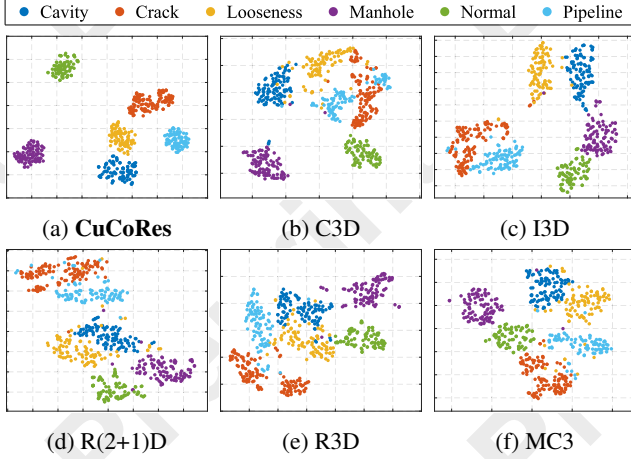 Cavity Crack Looseness Manhole Normal Pipeline
(a) CuCoRes (b) C3D (c) I3D
(d) R(2+1)D (e) R3D (f) MC3